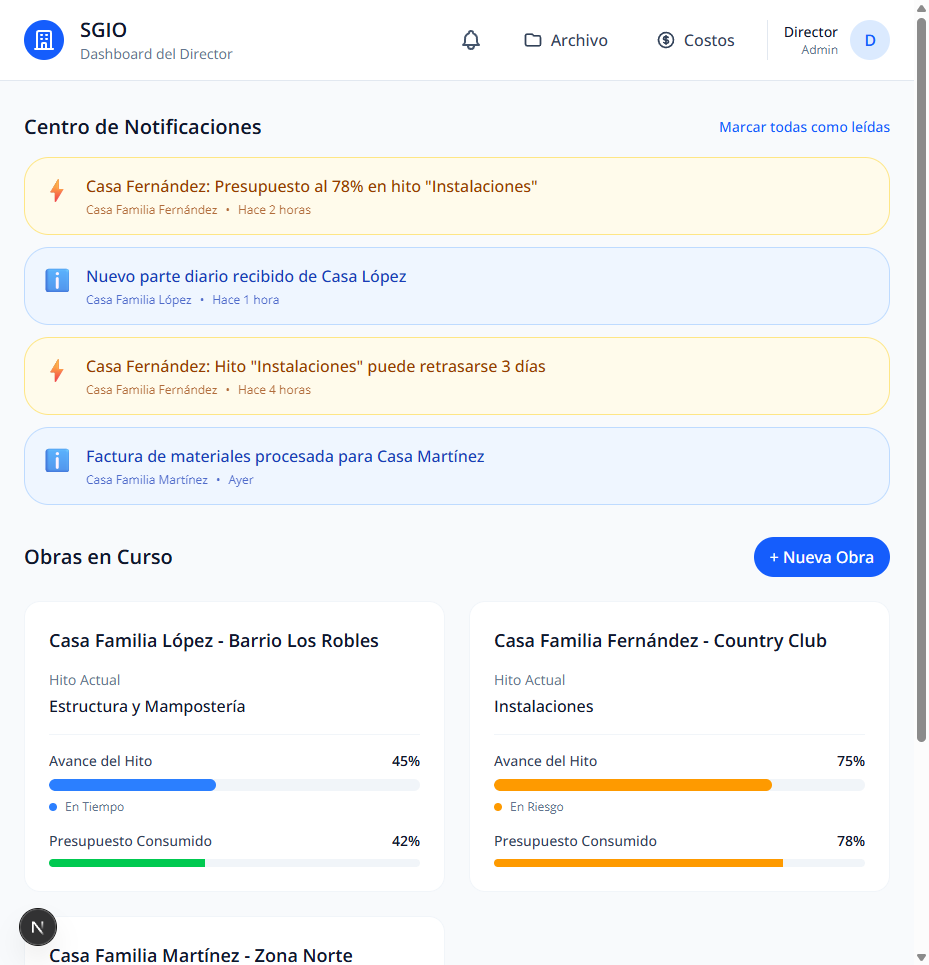 SGIO
Dashboard del Director
Archivo
Costos
Director
Admin
D
Centro de Notificaciones
Marcar todas como leídas
Casa Fernández: Presupuesto al 78% en hito "Instalaciones"
Casa Familia Fernández • Hace 2 horas
Nuevo parte diario recibido de Casa López
Casa Familia López • Hace 1 hora
Casa Fernández: Hito "Instalaciones" puede retrasarse 3 días
Casa Familia Fernández • Hace 4 horas
Factura de materiales procesada para Casa Martínez
Casa Familia Martínez • Ayer
Obras en Curso
+ Nueva Obra
Casa Familia López - Barrio Los Robles
Hito Actual
Estructura y Mampostería
Avance del Hito 45%
En Tiempo
Presupuesto Consumido 42%
Casa Familia Fernández - Country Club
Hito Actual
Instalaciones
Avance del Hito 75%
En Riesgo
Presupuesto Consumido 78%
N
Casa Familia Martínez - Zona Norte